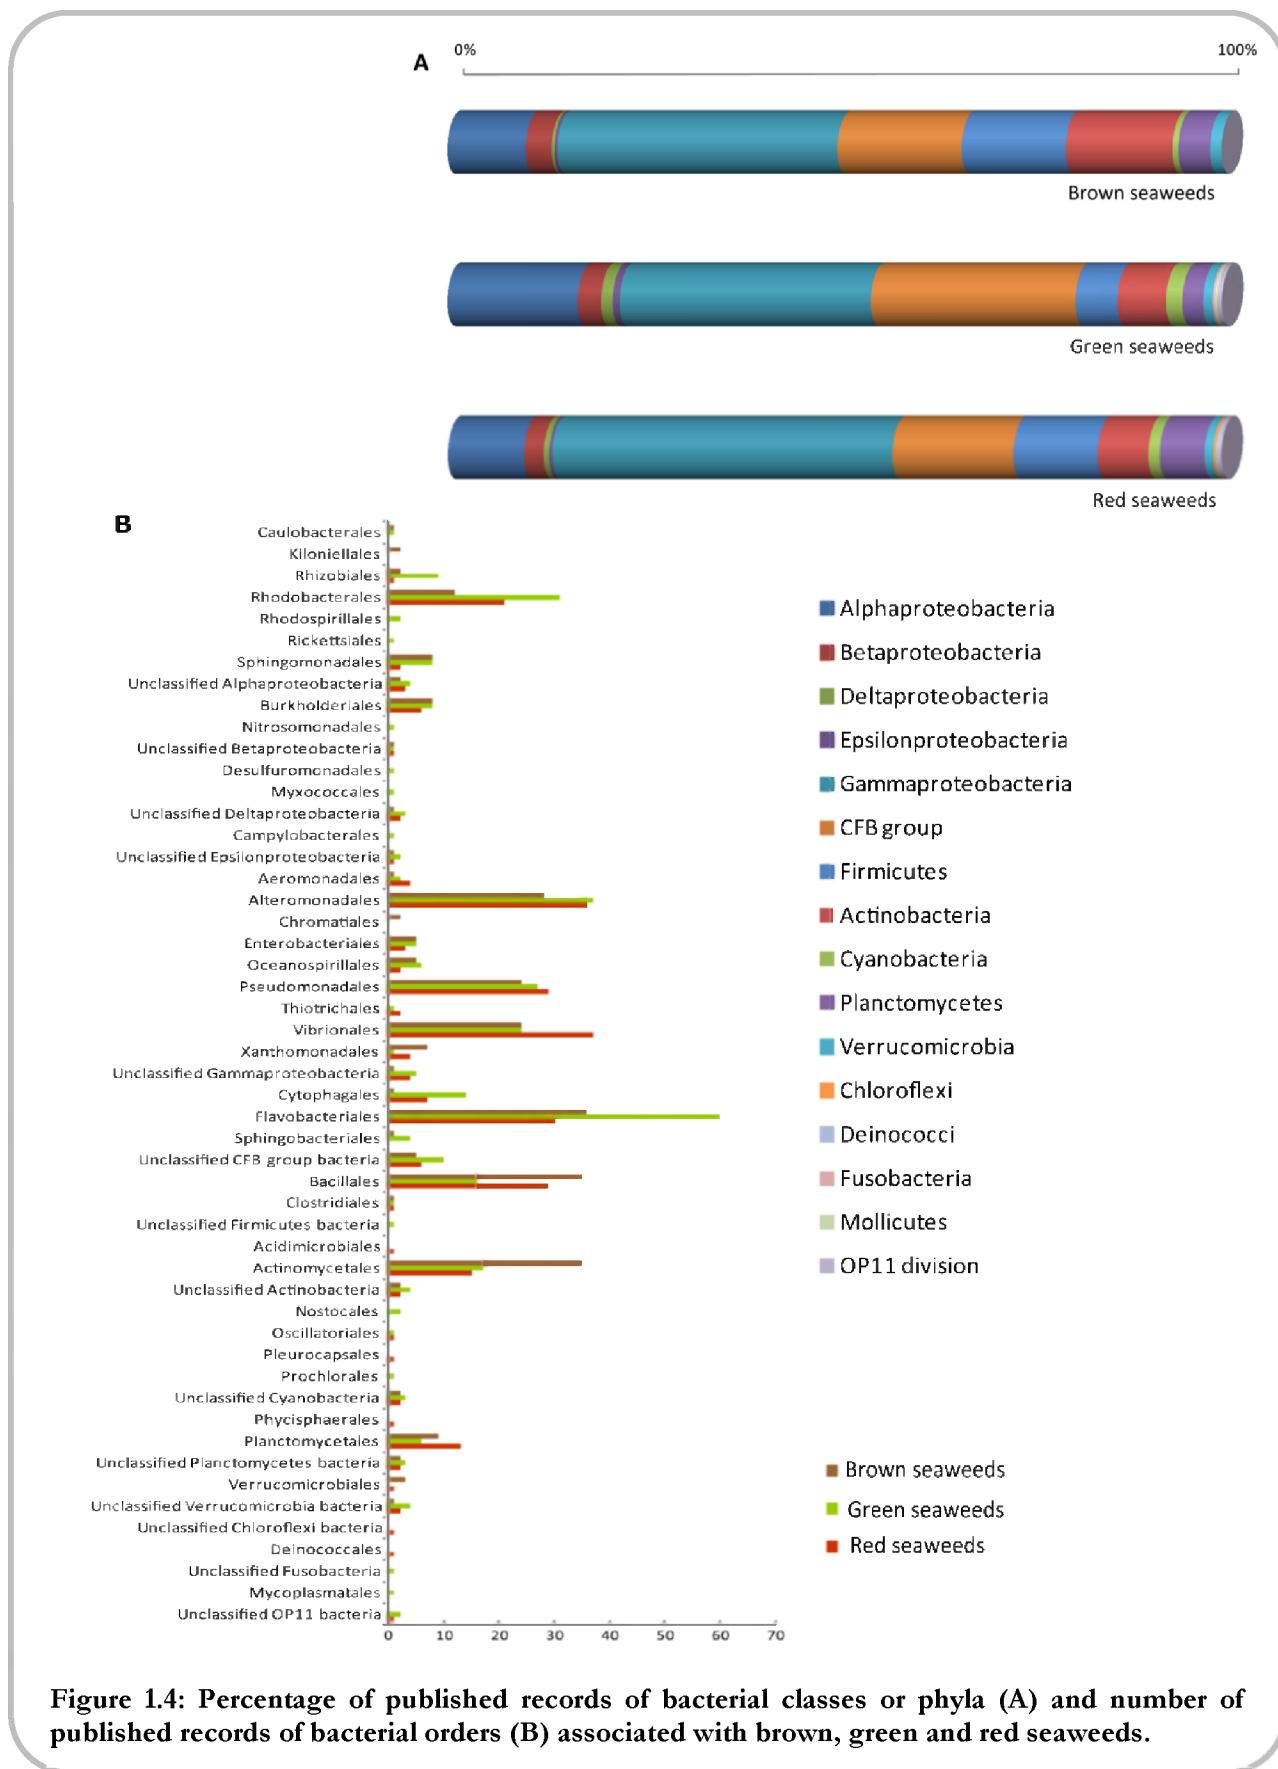 A
0%
100%
Brown seaweeds
Green seaweeds
Red seaweeds
B
Caulobacterales
Kiloniellales
Rhizobiales
Rhodobacterales
Rhodospirillales
Rickettsiales
Sphingomonadales
Unclassified Alphaproteobacteria
Burkholderiales
Nitrosomonadales
Unclassified Betaproteobacteria
Desulfuromonadales
Myxococcales
Unclassified Deltaproteobacteria
Campylobacterales
Unclassified Epsilonproteobacteria
Aeromonadales
Alteromonadales
Chromatiales
Enterobacteriales
Oceanospirillales
Pseudomonadales
Thiotrichales
Vibrionales
Xanthomonadales
Unclassified Gammaproteobacteria
Cytophagales
Flavobacteriales
Sphingobacteriales
Unclassified CFB group bacteria
Bacillales
Clostridiales
Unclassified Firmicutes bacteria
Acidimicrobiales
Actinomycetales
Unclassified Actinobacteria
Nostocales
Oscillatoriales
Pleurocapsales
Prochlorales
Unclassified Cyanobacteria
Phycisphaerales
Planctomycetales
Unclassified Planctomycetes bacteria
Verrucomicrobiales
Unclassified Verrucomicrobia bacteria
Unclassified Chloroflexi bacteria
Deinococcales
Unclassified Fusobacteria
Mycoplasmatales
Unclassified OP11 bacteria
0 10 20 30 40 50 60 70
Alphaproteobacteria
Betaproteobacteria
Deltaproteobacteria
Epsilonproteobacteria
Gammaproteobacteria
CFB group
Firmicutes
Actinobacteria
Cyanobacteria
Planctomycetes
Verrucomicrobia
Chloroflexi
Deinococci
Fusobacteria
Mollicutes
OP11 division
Brown seaweeds
Green seaweeds
Red seaweeds
Figure 1.4: Percentage of published records of bacterial classes or phyla (A) and number of
published records of bacterial orders (B) associated with brown, green and red seaweeds.